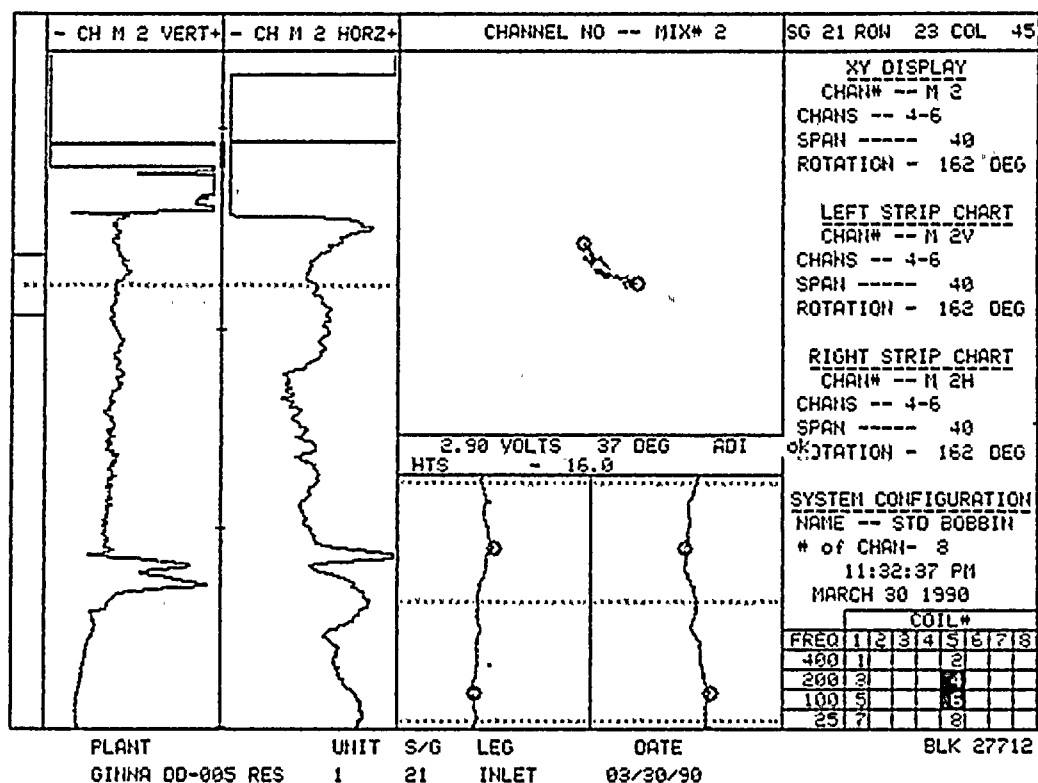 - CH M 2 VERT+
- CH M 2 HORZ+
CHANNEL NO -- MIX# 2
SG 21 ROW 23 COL 45
XY DISPLAY
CHAN# -- M 2
CHANS -- 4-6
SPAN ----- 40
ROTATION - 162 DEG
LEFT STRIP CHART
CHAN# -- M 2V
CHANS -- 4-6
SPAN ----- 40
ROTATION - 162 DEG
RIGHT STRIP CHART
CHAN# -- M 2H
CHANS -- 4-6
SPAN ----- 40
ROTATION - 162 DEG
2.90 VOLTS 37 DEG ADI ok
HTS - 16.0
SYSTEM CONFIGURATION
NAME -- STD BOBBIN
# of CHAN- 8
11:32:37 PM
MARCH 30 1990
COIL#
FREQ 1 2 3 4 5 6 7 8
400 1 2
200 3 4
100 5 6
25 7 8
PLANT UNIT S/G LEG DATE BLK 27712
GINNA DD-005 RES 1 21 INLET 03/30/90